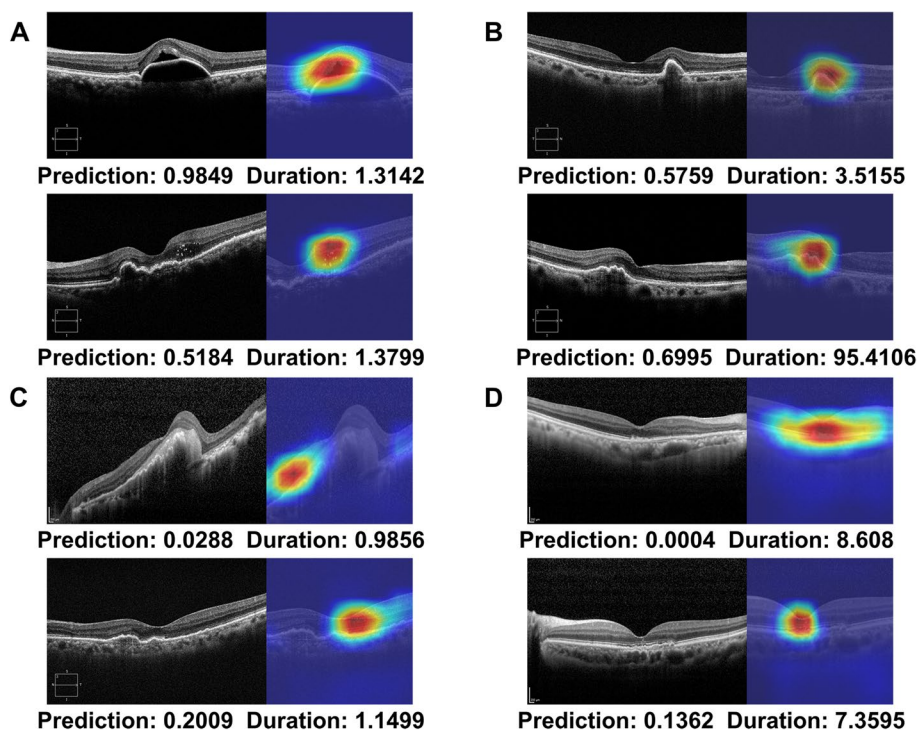 A
B
Prediction: 0.9849 Duration: 1.3142
Prediction: 0.5759 Duration: 3.5155
Prediction: 0.5184 Duration: 1.3799
Prediction: 0.6995 Duration: 95.4106
C
D
Prediction: 0.0288 Duration: 0.9856
Prediction: 0.0004 Duration: 8.608
Prediction: 0.2009 Duration: 1.1499
Prediction: 0.1362 Duration: 7.3595